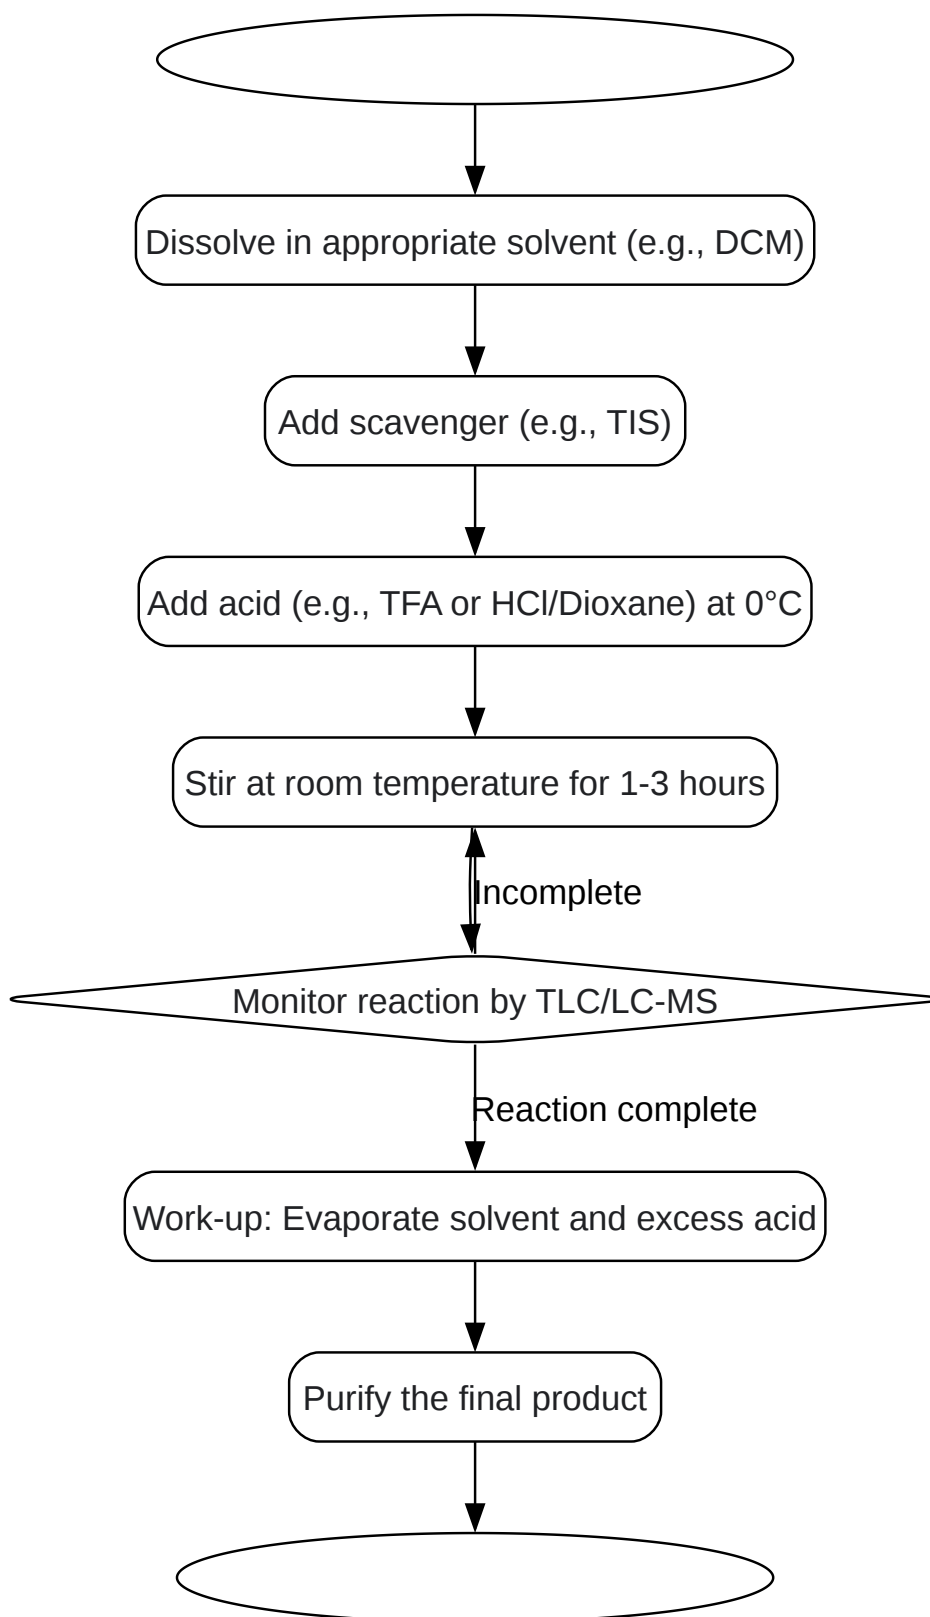 Dissolve in appropriate solvent (e.g., DCM)
Add scavenger (e.g., TIS)
Add acid (e.g., TFA or HCl/Dioxane) at 0°C
Stir at room temperature for 1-3 hours
Incomplete
Monitor reaction by TLC/LC-MS
Reaction complete
Work-up: Evaporate solvent and excess acid
Purify the final product